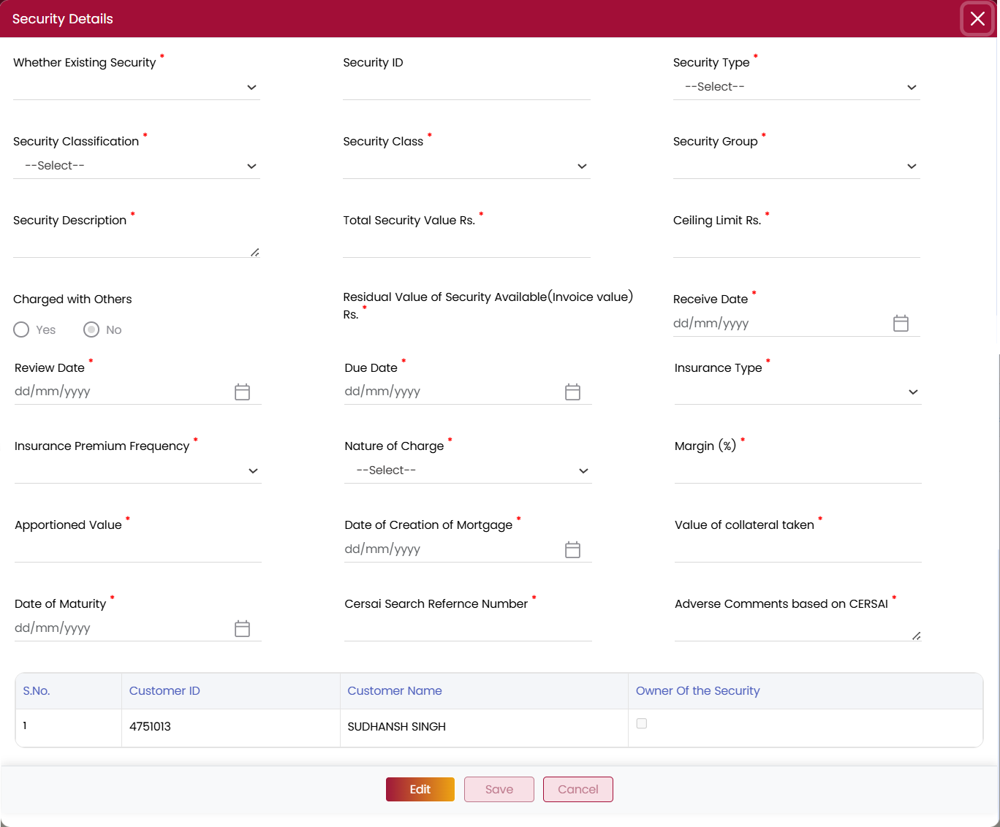 Security Details
Whether Existing Security *
Security ID
Security Type *
--Select--
Security Classification *
Security Class *
Security Group *
--Select--
Security Description *
Total Security Value Rs. *
Ceiling Limit Rs. *
Charged with Others
Residual Value of Security Available(Invoice value)
Rs. *
Receive Date *
Yes
No
dd/mm/yyyy
Review Date *
Due Date *
Insurance Type *
dd/mm/yyyy
dd/mm/yyyy
Insurance Premium Frequency *
Nature of Charge *
Margin (%) *
--Select--
Apportioned Value *
Date of Creation of Mortgage *
Value of collateral taken *
dd/mm/yyyy
Date of Maturity *
Cersai Search Refernce Number *
Adverse Comments based on CERSAI *
dd/mm/yyyy
S.No.
Customer ID
Customer Name
Owner Of the Security
1
4751013
SUDHANSH SINGH
Edit
Save
Cancel